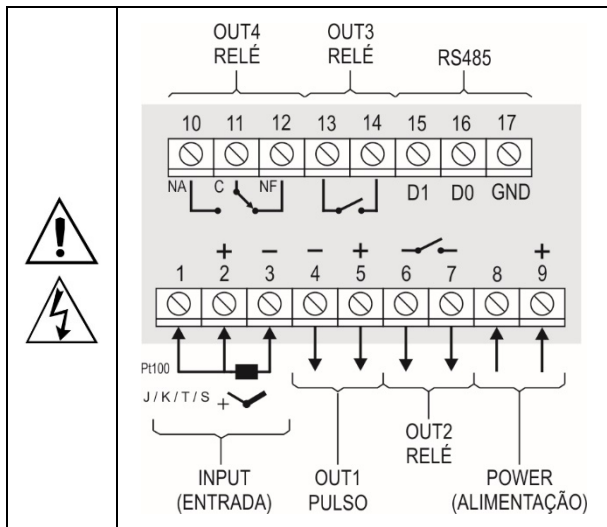 OUT4
RELÉ
OUT3
RELÉ
RS485
10 11 12 13 14 15 16 17
NA C NF D1 D0 GND
+ − − + +
1 2 3 4 5 6 7 8 9
Pt100
J / K / T / S +
INPUT
(ENTRADA)
OUT1
PULSO
OUT2
RELÉ
POWER
(ALIMENTAÇÃO)